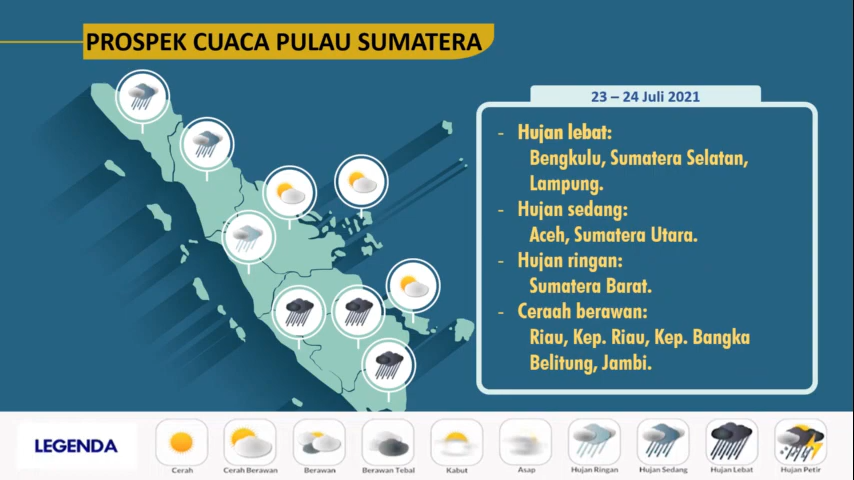 PROSPEK CUACA PULAU SUMATERA
23 – 24 Juli 2021
- Hujan lebat:
Bengkulu, Sumatera Selatan,
Lampung.
- Hujan sedang:
Aceh, Sumatera Utara.
- Hujan ringan:
Sumatera Barat.
- Ceraah berawan:
Riau, Kep. Riau, Kep. Bangka
Belitung, Jambi.
LEGENDA
Cerah
Cerah Berawan
Berawan
Berawan Tebal
Kabut
Asap
Hujan Ringan
Hujan Sedang
Hujan Lebat
Hujan Petir